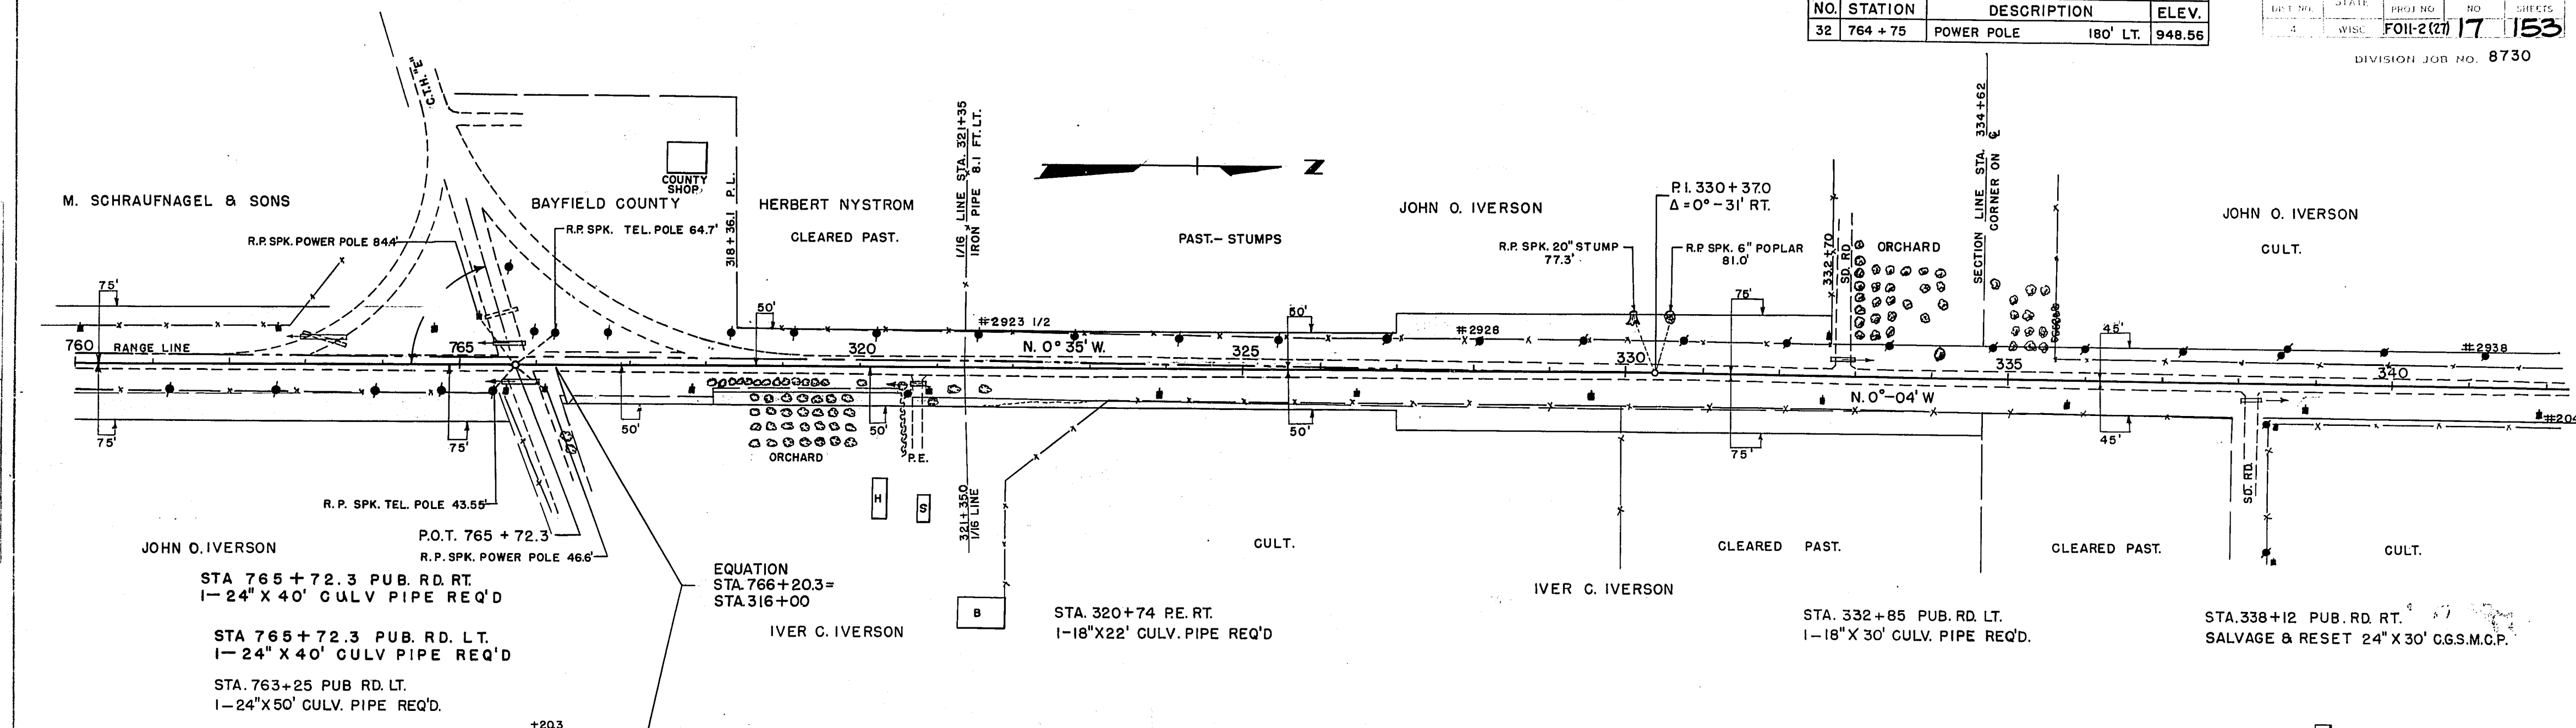 NO. STATION DESCRIPTION ELEV.
32 764 + 75 POWER POLE 180' LT. 948.56
DIST NO. STATE PROJ NO NO SHEETS
4 WISC F011-2(27) 17 153
DIVISION JOB NO. 8730
C.T.H. "E"
COUNTY
SHOP
318+36.1 P.L.
1/16 LINE STA. 321+35
IRON PIPE 8.1 FT. LT.
Z
SECTION LINE STA. 334+62
CORNER ON ℄
M. SCHRAUFNAGEL & SONS
BAYFIELD COUNTY
HERBERT NYSTROM
CLEARED PAST.
PAST.- STUMPS
JOHN O. IVERSON
P.I. 330+37.0
Δ = 0°-31' RT.
JOHN O. IVERSON
CULT.
R.P. SPK. POWER POLE 84.4'
R.P. SPK. TEL. POLE 64.7'
R.P. SPK. 20" STUMP
77.3'
R.P. SPK. 6" POPLAR
81.0'
332+70
SD. RD.
ORCHARD
75'
50'
50'
75'
45'
#2923 1/2
#2928
#2938
760
RANGE LINE
765
320
N. 0° 35' W.
325
330
335
340
N. 0°-04' W
75'
75'
50'
50'
50'
75'
45'
ORCHARD
P.E.
H
S
321+35.0
1/16 LINE
SD. RD.
R. P. SPK. TEL. POLE 43.55'
P.O.T. 765 + 72.3
R.P. SPK. POWER POLE 46.6'
JOHN O. IVERSON
STA 765+72.3 PUB. RD. RT.
1-24" X 40' CULV PIPE REQ'D
STA 765+72.3 PUB. RD. LT.
1-24" X 40' CULV PIPE REQ'D
STA. 763+25 PUB RD. LT.
1-24"X50' CULV. PIPE REQ'D.
+20.3
EQUATION
STA. 766+20.3=
STA. 316+00
IVER C. IVERSON
B
STA. 320+74 P.E. RT.
1-18"X22' CULV. PIPE REQ'D
CULT.
IVER C. IVERSON
CLEARED PAST.
CLEARED PAST.
CULT.
STA. 332+85 PUB. RD. LT.
1-18"X 30' CULV. PIPE REQ'D.
STA. 338+12 PUB. RD. RT.
SALVAGE & RESET 24" X 30' C.G.S.M.C.P.